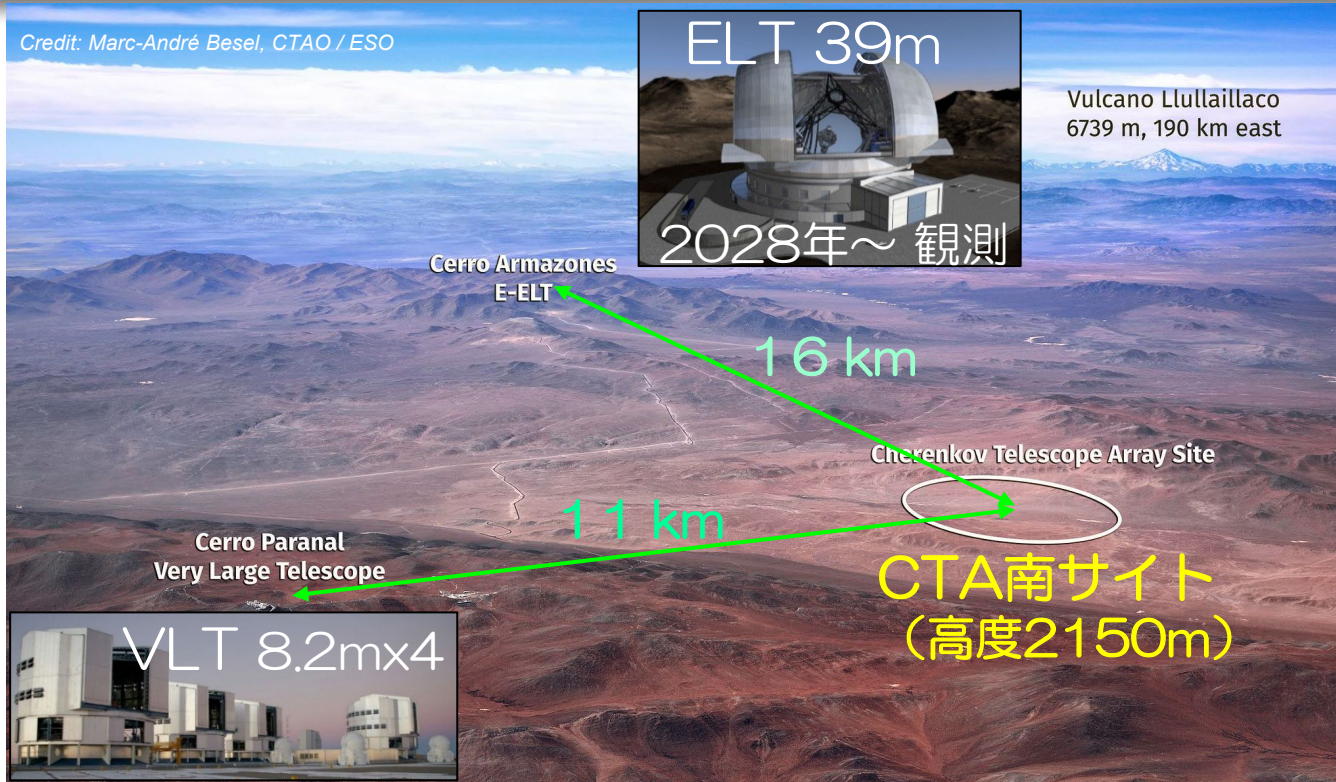 Credit: Marc-André Besel, CTAO / ESO
ELT 39m
Vulcano Llullaillaco
6739 m, 190 km east
2028年～ 観測
Cerro Armazones
E-ELT
16 km
Cherenkov Telescope Array Site
11 km
Cerro Paranal
Very Large Telescope
CTA南サイト
（高度2150m）
VLT 8.2mx4